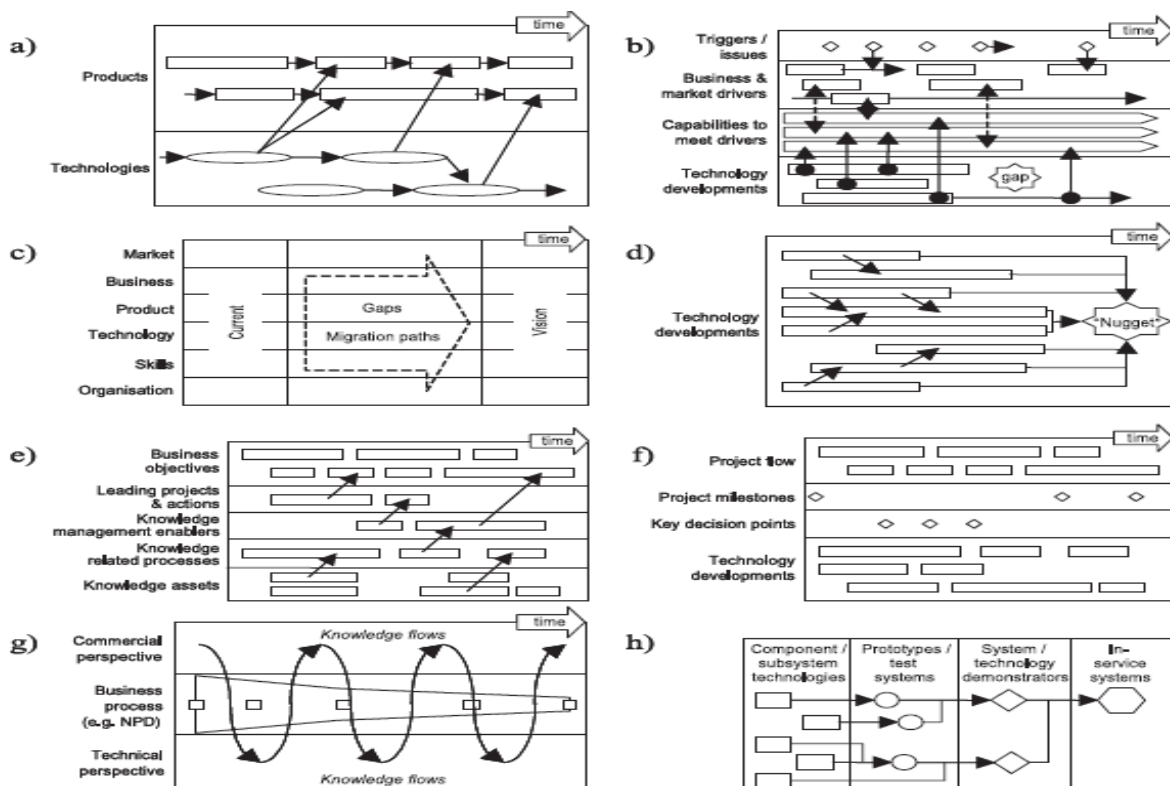 a)
time
Products
Technologies
b)
time
Triggers /
issues
Business &
market drivers
Capabilities to
meet drivers
Technology
developments
gap
c)
time
Market
Business
Product
Technology
Skills
Organisation
Current
Gaps
Migration paths
Vision
d)
time
Technology
developments
"Nugget"
e)
time
Business
objectives
Leading projects
& actions
Knowledge
management enablers
Knowledge
related processes
Knowledge assets
f)
time
Project flow
Project milestones
Key decision points
Technology
developments
g)
time
Commercial
perspective
Knowledge flows
Business
process
(e.g. NPD)
Technical
perspective
Knowledge flows
h)
Component /
subsystem
technologies
Prototypes /
test
systems
System /
technology
demonstrators
In-
service
systems